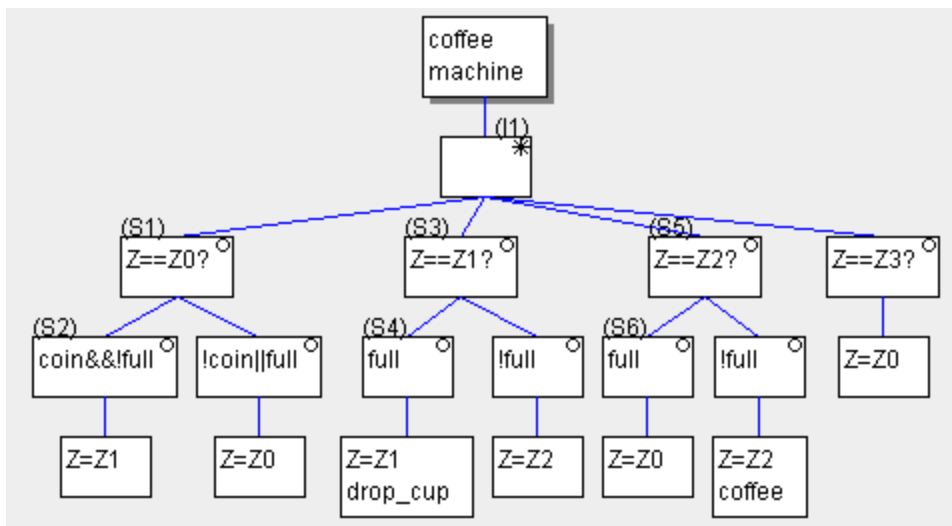 coffee
machine
(I1)
(S1)
(S3)
(S5)
Z==Z0?
Z==Z1?
Z==Z2?
Z==Z3?
(S2)
(S4)
(S6)
coin&&!full
!coin||full
full
!full
full
!full
Z=Z0
Z=Z1
Z=Z0
Z=Z1
drop_cup
Z=Z2
Z=Z0
Z=Z2
coffee